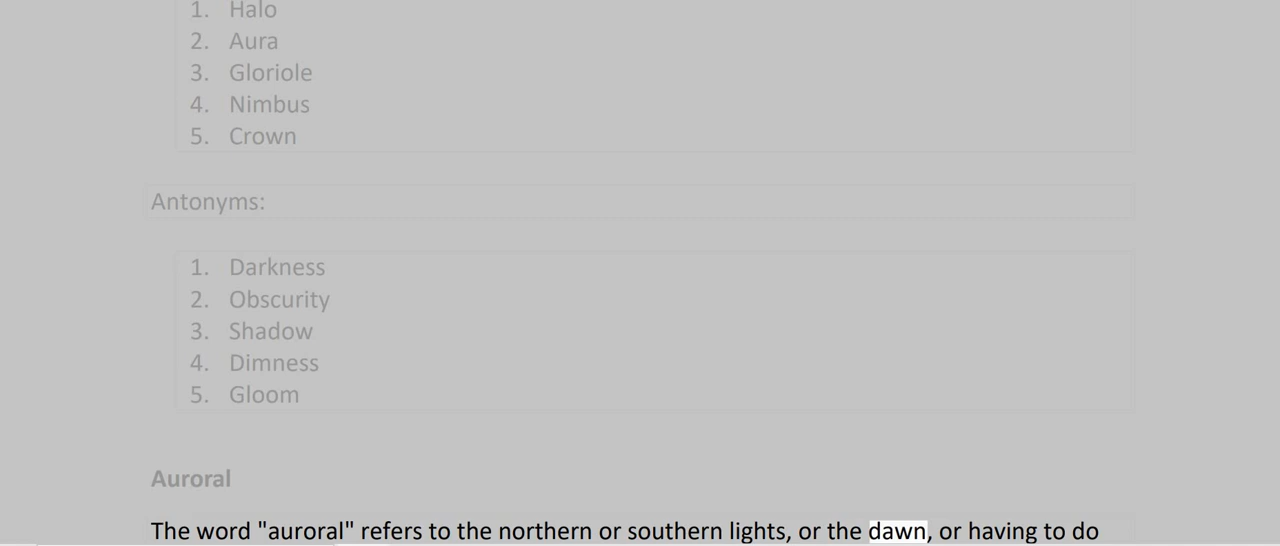 1. Halo
2. Aura
3. Gloriole
4. Nimbus
5. Crown
Antonyms:
1. Darkness
2. Obscurity
3. Shadow
4. Dimness
5. Gloom
Auroral
The word "auroral" refers to the northern or southern lights, or the dawn, or having to do